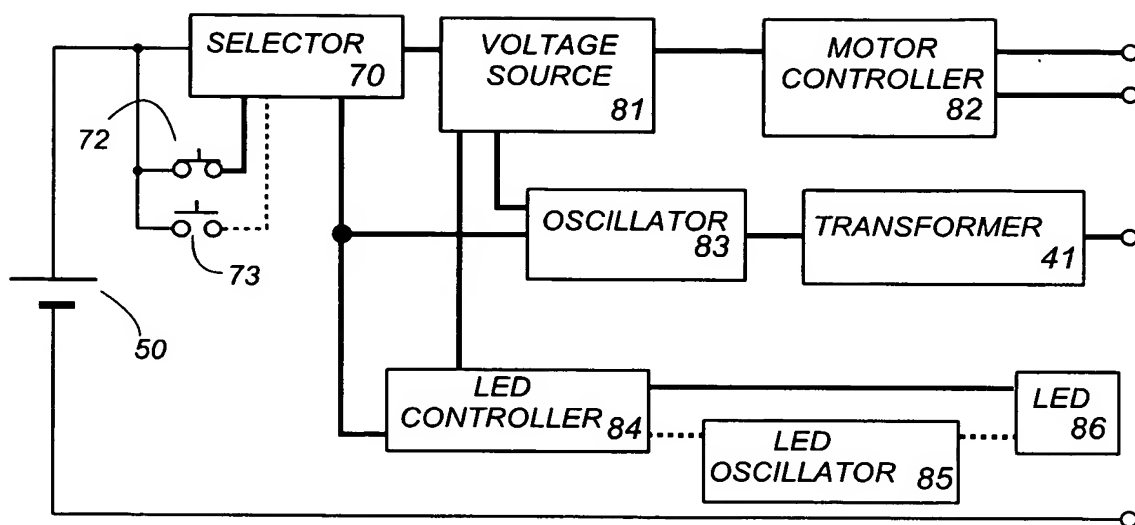 SELECTOR
70
VOLTAGE
SOURCE
81
MOTOR
CONTROLLER
82
72
73
50
OSCILLATOR
83
TRANSFORMER
41
LED
CONTROLLER 84
LED
OSCILLATOR 85
LED
86